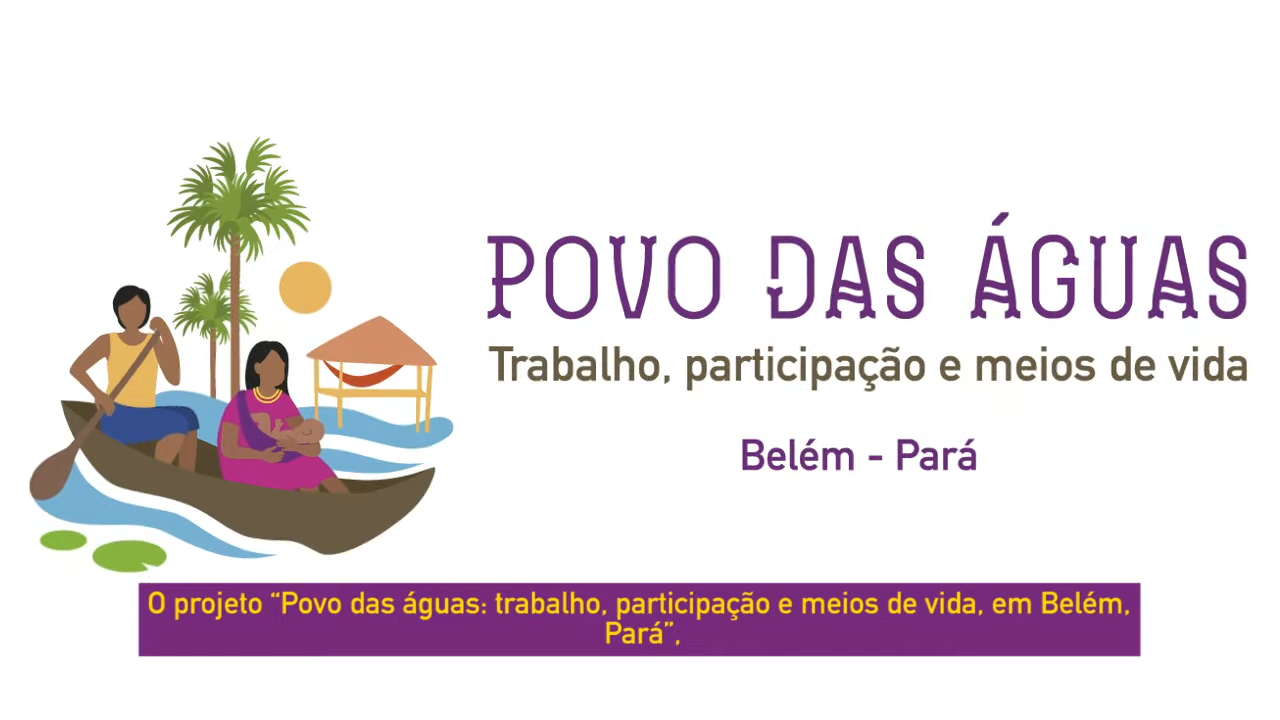 POVO DAS ÁGUAS
Trabalho, participação e meios de vida
Belém - Pará
O projeto “Povo das águas: trabalho, participação e meios de vida, em Belém,
Pará”,